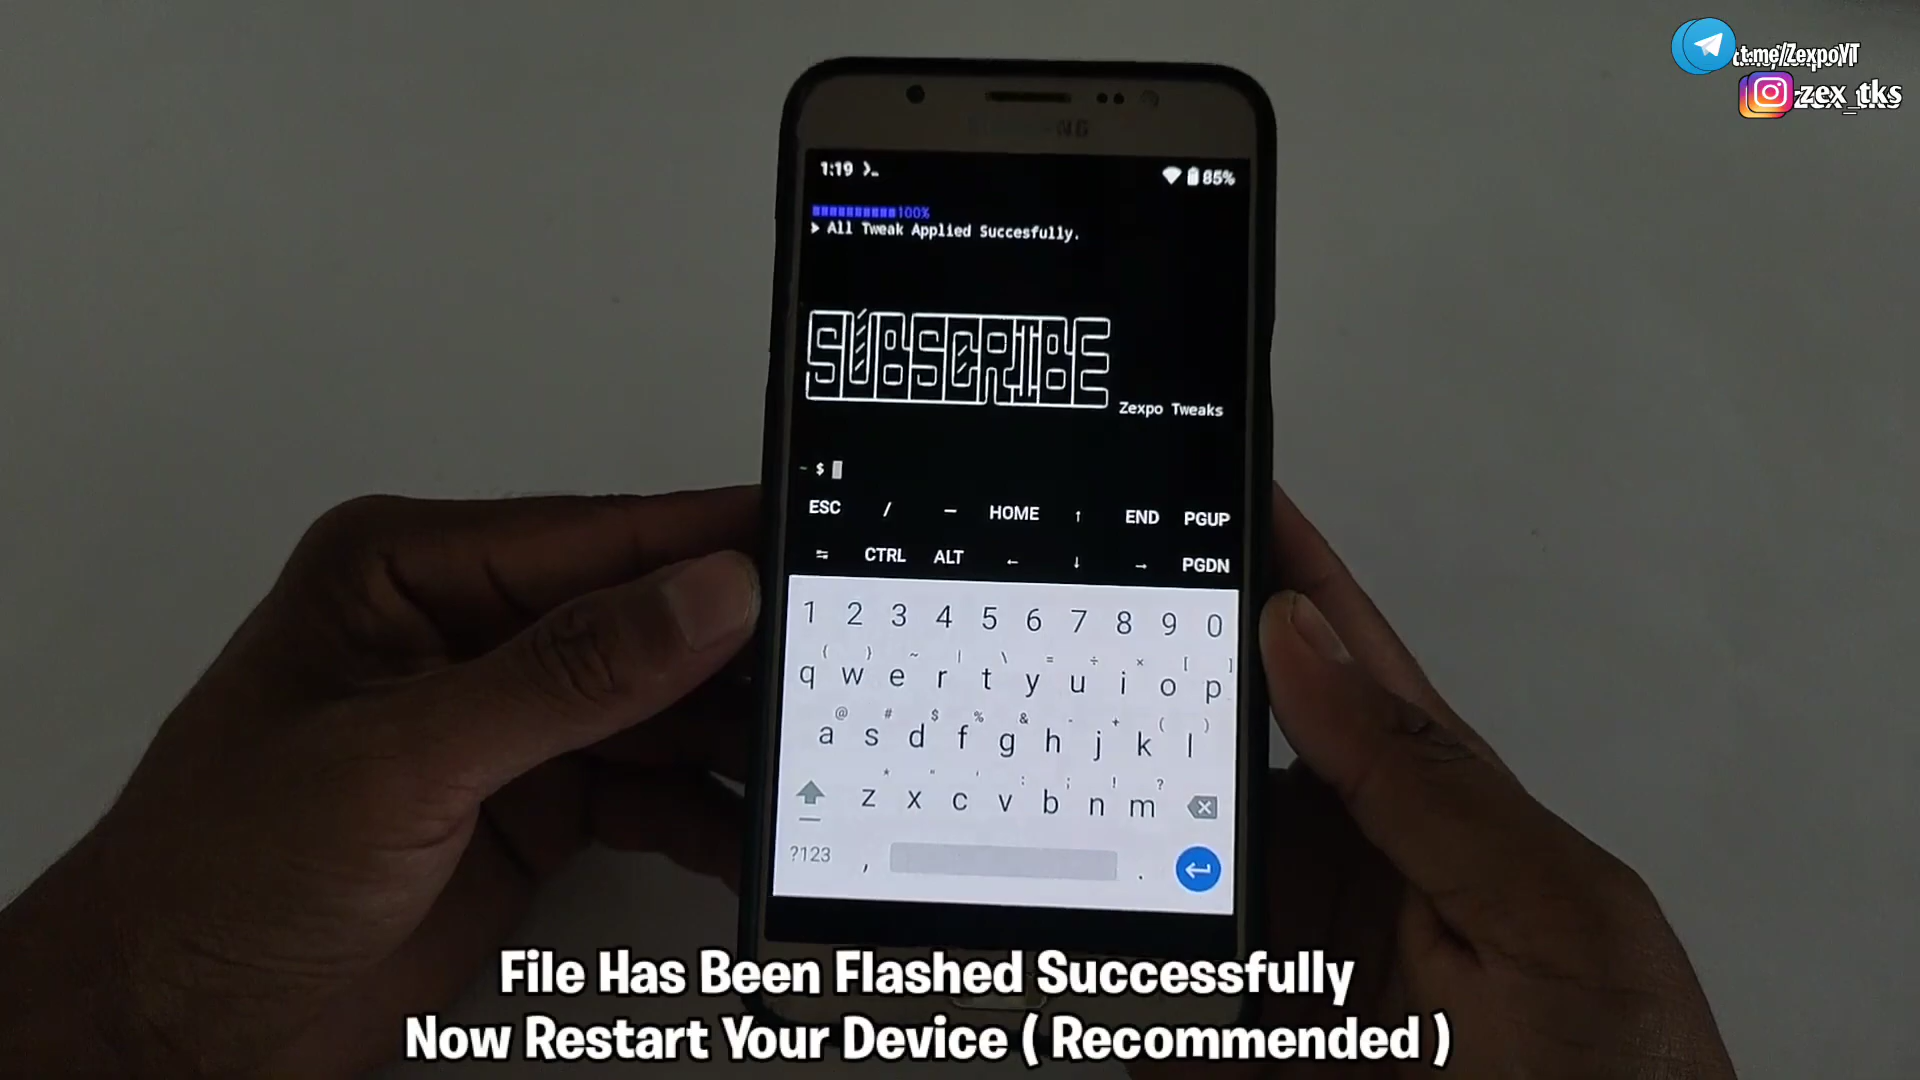 t.me/ZexpoYT
zex_tks
SAMSUNG
1:19
85%
100%
> All Tweak Applied Succesfully.
SUBSCRIBE
Zexpo Tweaks
~ $
ESC / — HOME ↑ END PGUP
⇆ CTRL ALT ← ↓ → PGDN
1 2 3 4 5 6 7 8 9 0
{ } ~ | \ = ÷ × [ ]
q w e r t y u i o p
@ # $ % & - + ( )
a s d f g h j k l
* " ' : ; ! ?
z x c v b n m
?123 , .
File Has Been Flashed Successfully
Now Restart Your Device ( Recommended )